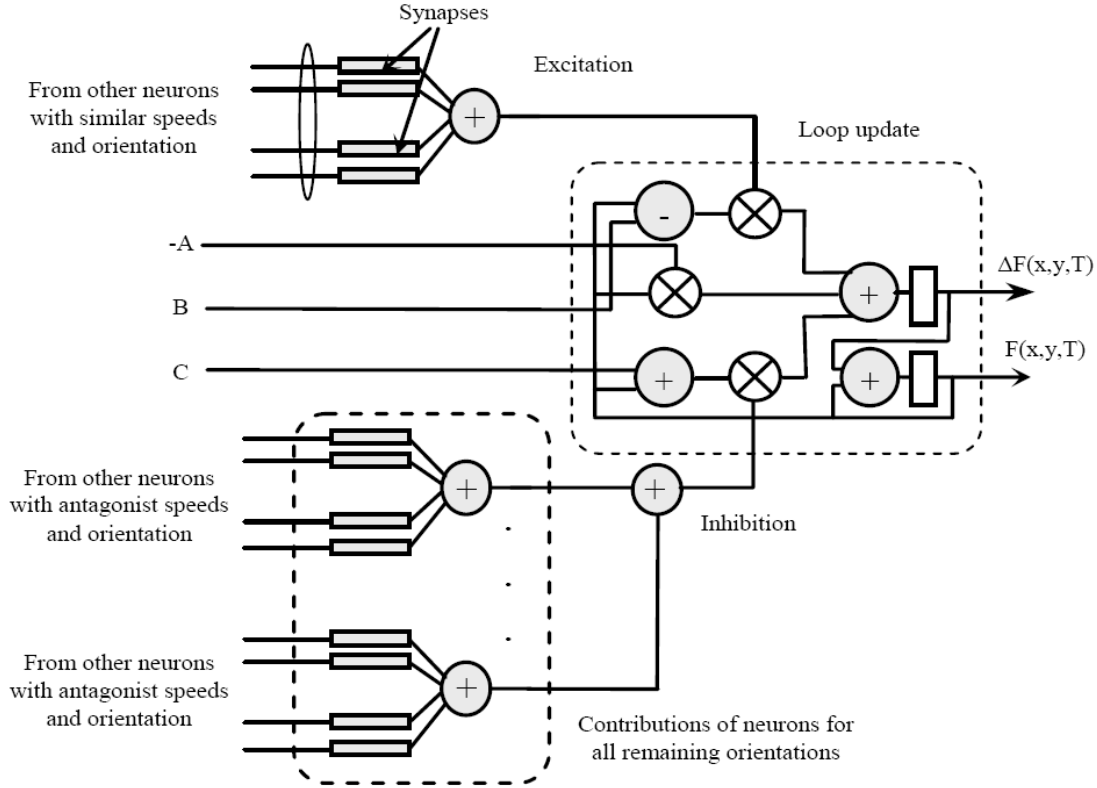 Synapses
Excitation
From other neurons
with similar speeds
and orientation
+
Loop update
-
-A
ΔF(x,y,T)
+
B
F(x,y,T)
C
+
+
From other neurons
with antagonist speeds
and orientation
+
+
Inhibition
From other neurons
with antagonist speeds
and orientation
+
Contributions of neurons for
all remaining orientations